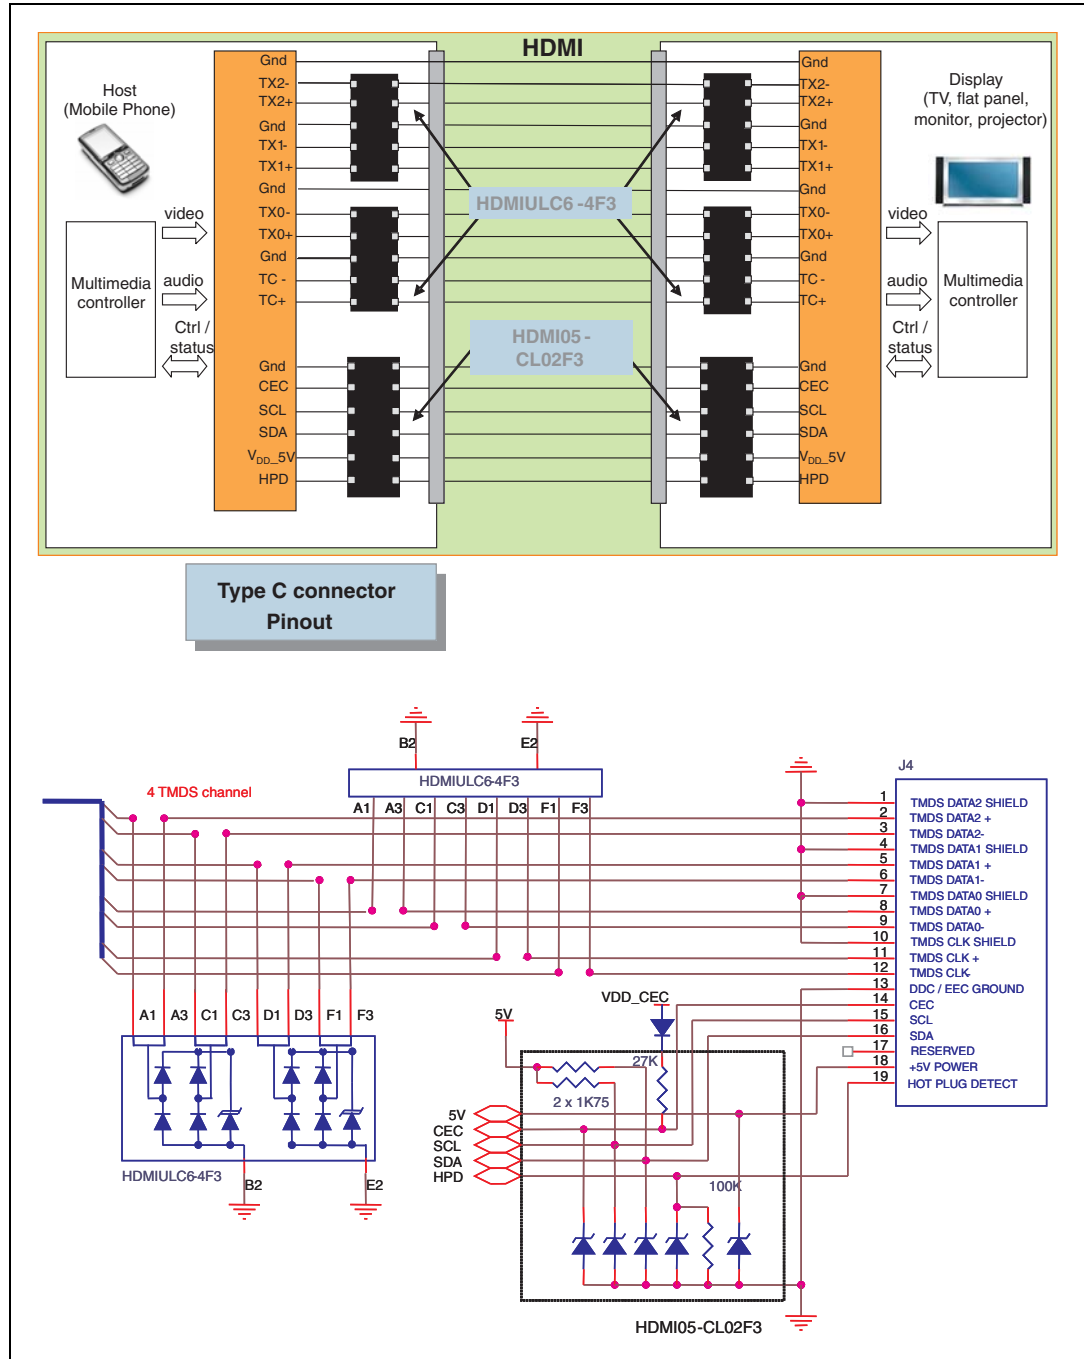 HDMI
Host
(Mobile Phone)
Display
(TV, flat panel,
monitor, projector)
Gnd
TX2-
TX2+
Gnd
TX1-
TX1+
Gnd
TX0-
TX0+
Gnd
TC -
TC+
Gnd
CEC
SCL
SDA
VDD_5V
HPD
Gnd
TX2-
TX2+
Gnd
TX1-
TX1+
Gnd
TX0-
TX0+
Gnd
TC -
TC+
Gnd
CEC
SCL
SDA
VDD_5V
HPD
HDMIULC6 -4F3
HDMI05 -
CL02F3
video
audio
Ctrl /
status
Multimedia
controller
video
audio
Ctrl /
status
Multimedia
controller
Type C connector
Pinout
B2
E2
HDMIULC6-4F3
A1 A3 C1 C3 D1 D3 F1 F3
4 TMDS channel
J4
1 TMDS DATA2 SHIELD
2 TMDS DATA2 +
3 TMDS DATA2-
4 TMDS DATA1 SHIELD
5 TMDS DATA1 +
6 TMDS DATA1-
7 TMDS DATA0 SHIELD
8 TMDS DATA0 +
9 TMDS DATA0-
10 TMDS CLK SHIELD
11 TMDS CLK +
12 TMDS CLK-
13 DDC / EEC GROUND
14 CEC
15 SCL
16 SDA
17 RESERVED
18 +5V POWER
19 HOT PLUG DETECT
A1 A3 C1 C3 D1 D3 F1 F3
HDMIULC6-4F3
B2
E2
VDD_CEC
5V
27K
2 x 1K75
5V
CEC
SCL
SDA
HPD
100K
HDMI05-CL02F3